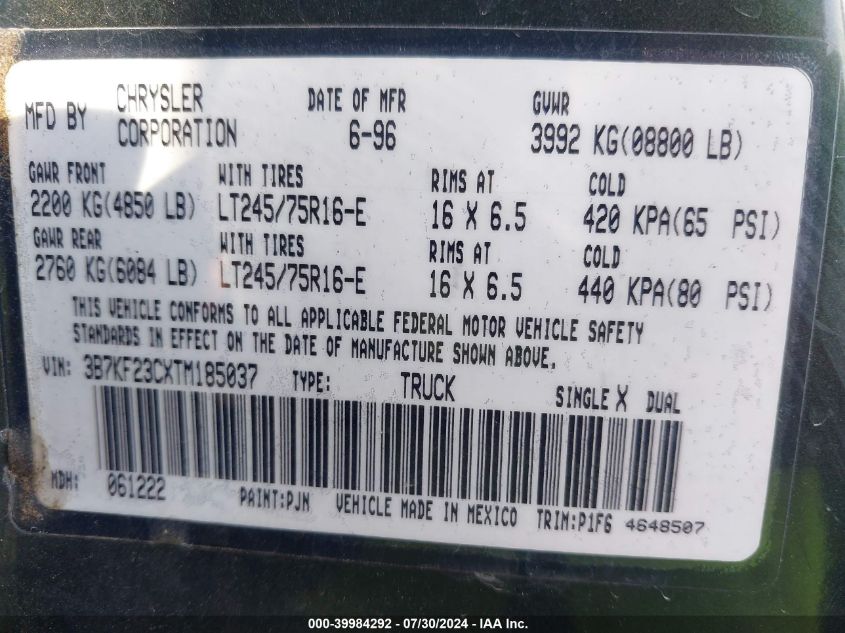 MFD BY CHRYSLER CORPORATION DATE OF MFR 6-96 GVWR 3992 KG(08800 LB)
GAWR FRONT WITH TIRES RIMS AT COLD
2200 KG(4850 LB) LT245/75R16-E 16 X 6.5 420 KPA(65 PSI)
GAWR REAR WITH TIRES RIMS AT COLD
2760 KG(6084 LB) LT245/75R16-E 16 X 6.5 440 KPA(80 PSI)
THIS VEHICLE CONFORMS TO ALL APPLICABLE FEDERAL MOTOR VEHICLE SAFETY
STANDARDS IN EFFECT ON THE DATE OF MANUFACTURE SHOWN ABOVE.
VIN: 3B7KF23CXTM185037 TYPE: TRUCK SINGLE X DUAL
MDH: 061222 PAINT:PJN VEHICLE MADE IN MEXICO TRIM:P1F6 4648507
000-39984292 - 07/30/2024 - IAA Inc.